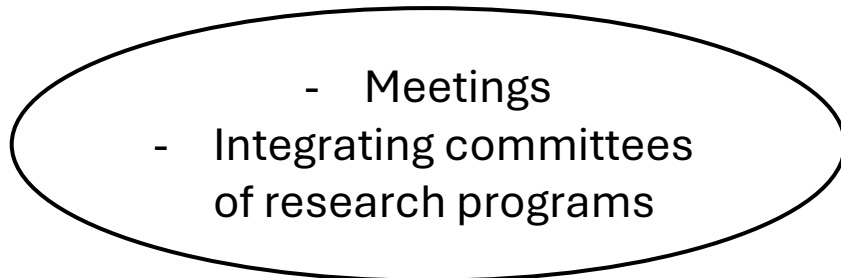 - Meetings
- Integrating committees
of research programs